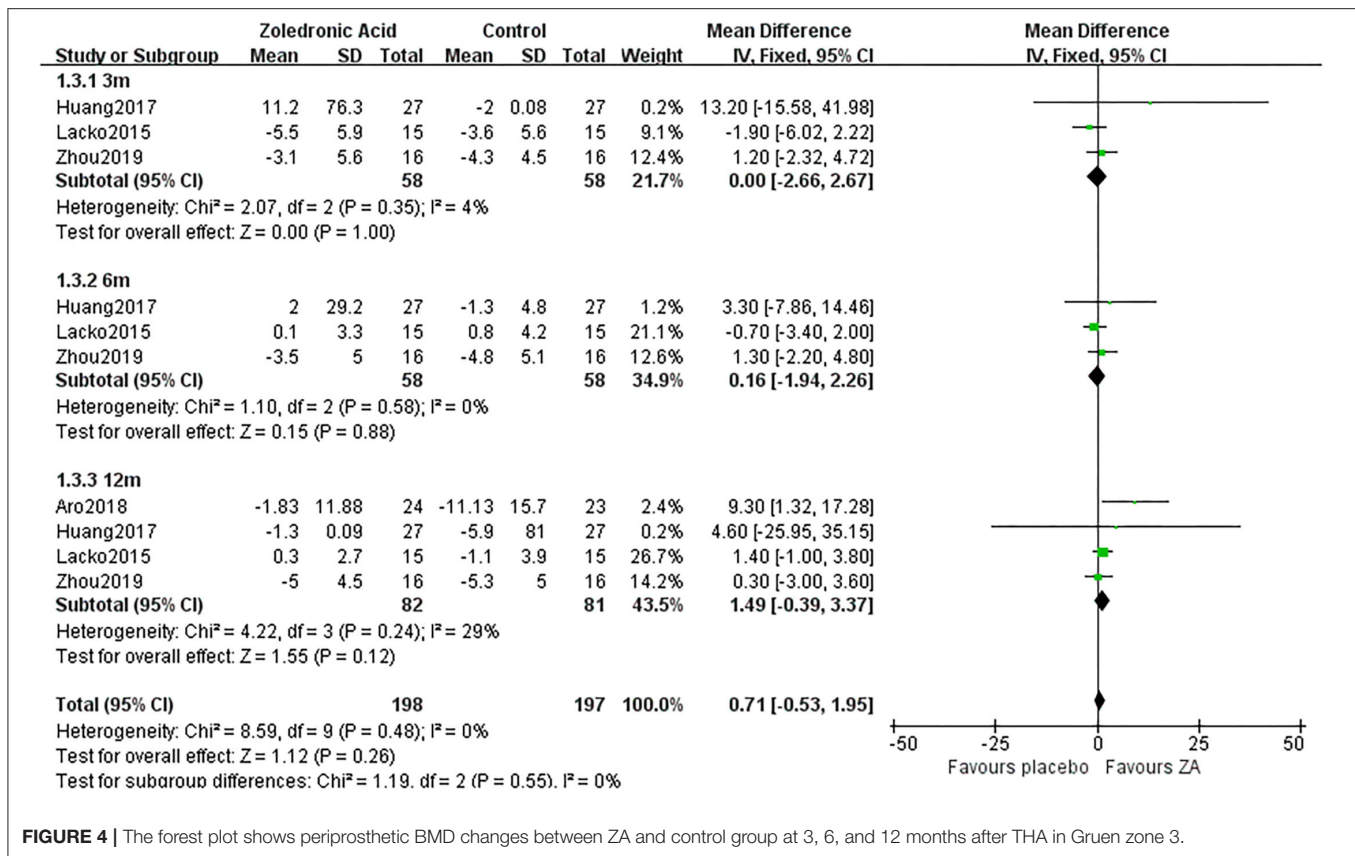 Zoledronic Acid Control Mean Difference Mean Difference
Study or Subgroup Mean SD Total Mean SD Total Weight IV, Fixed, 95% CI IV, Fixed, 95% CI
1.3.1 3m
Huang2017 11.2 76.3 27 -2 0.08 27 0.2% 13.20 [-15.58, 41.98]
Lacko2015 -5.5 5.9 15 -3.6 5.6 15 9.1% -1.90 [-6.02, 2.22]
Zhou2019 -3.1 5.6 16 -4.3 4.5 16 12.4% 1.20 [-2.32, 4.72]
Subtotal (95% CI) 58 58 21.7% 0.00 [-2.66, 2.67]
Heterogeneity: Chi² = 2.07, df = 2 (P = 0.35); I² = 4%
Test for overall effect: Z = 0.00 (P = 1.00)
1.3.2 6m
Huang2017 2 29.2 27 -1.3 4.8 27 1.2% 3.30 [-7.86, 14.46]
Lacko2015 0.1 3.3 15 0.8 4.2 15 21.1% -0.70 [-3.40, 2.00]
Zhou2019 -3.5 5 16 -4.8 5.1 16 12.6% 1.30 [-2.20, 4.80]
Subtotal (95% CI) 58 58 34.9% 0.16 [-1.94, 2.26]
Heterogeneity: Chi² = 1.10, df = 2 (P = 0.58); I² = 0%
Test for overall effect: Z = 0.15 (P = 0.88)
1.3.3 12m
Aro2018 -1.83 11.88 24 -11.13 15.7 23 2.4% 9.30 [1.32, 17.28]
Huang2017 -1.3 0.09 27 -5.9 81 27 0.2% 4.60 [-25.95, 35.15]
Lacko2015 0.3 2.7 15 -1.1 3.9 15 26.7% 1.40 [-1.00, 3.80]
Zhou2019 -5 4.5 16 -5.3 5 16 14.2% 0.30 [-3.00, 3.60]
Subtotal (95% CI) 82 81 43.5% 1.49 [-0.39, 3.37]
Heterogeneity: Chi² = 4.22, df = 3 (P = 0.24); I² = 29%
Test for overall effect: Z = 1.55 (P = 0.12)
Total (95% CI) 198 197 100.0% 0.71 [-0.53, 1.95]
Heterogeneity: Chi² = 8.59, df = 9 (P = 0.48); I² = 0%
Test for overall effect: Z = 1.12 (P = 0.26)
Test for subgroup differences: Chi² = 1.19. df = 2 (P = 0.55). I² = 0%
-50 -25 0 25 50
Favours placebo Favours ZA
FIGURE 4 | The forest plot shows periprosthetic BMD changes between ZA and control group at 3, 6, and 12 months after THA in Gruen zone 3.